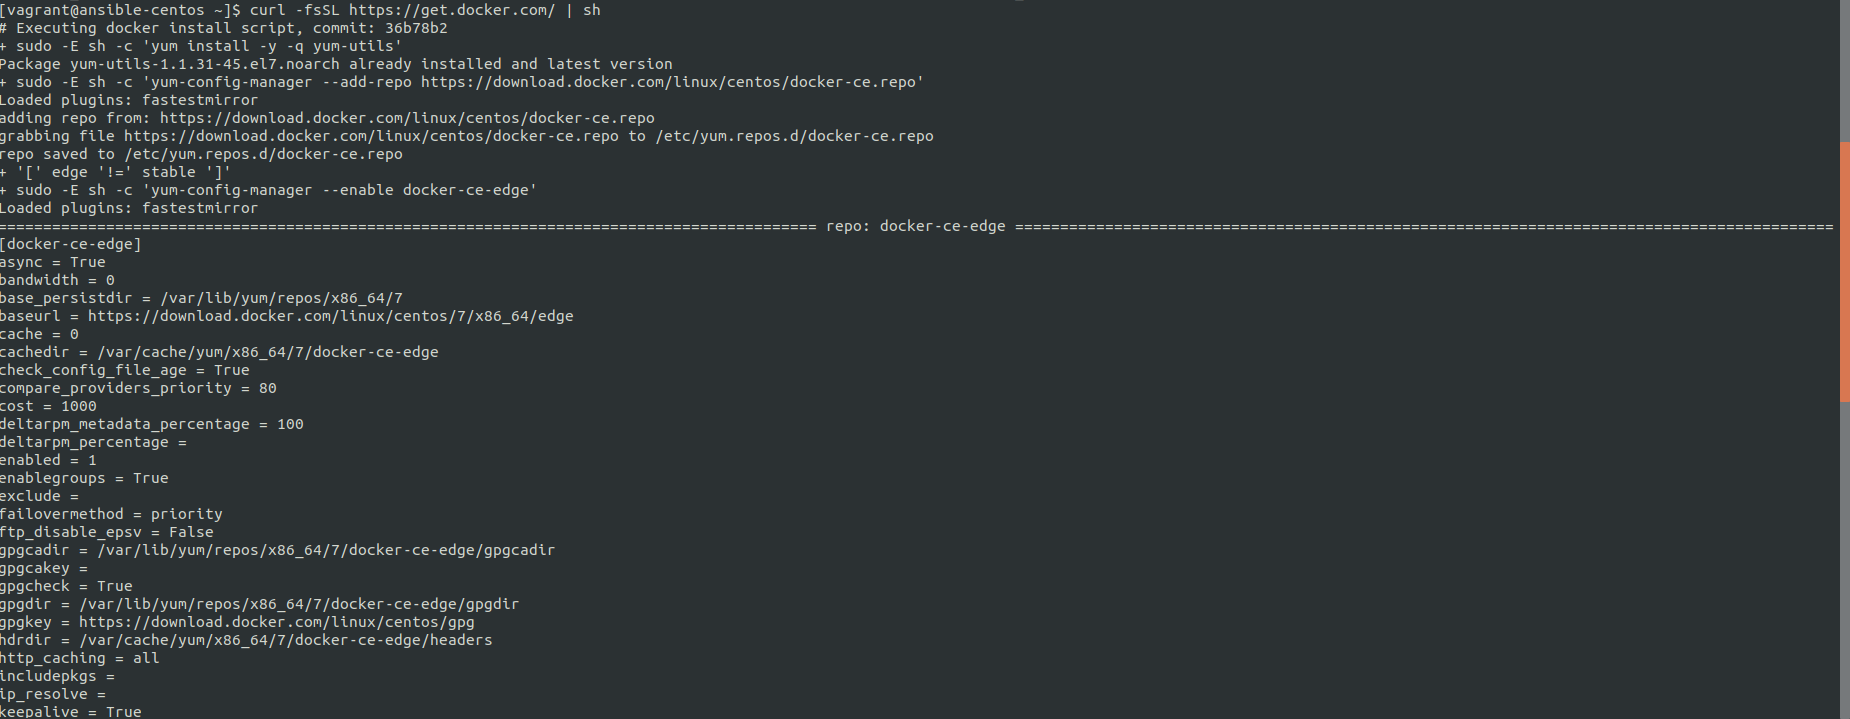 [vagrant@ansible-centos ~]$ curl -fsSL https://get.docker.com/ | sh
# Executing docker install script, commit: 36b78b2
+ sudo -E sh -c 'yum install -y -q yum-utils'
Package yum-utils-1.1.31-45.el7.noarch already installed and latest version
+ sudo -E sh -c 'yum-config-manager --add-repo https://download.docker.com/linux/centos/docker-ce.repo'
Loaded plugins: fastestmirror
adding repo from: https://download.docker.com/linux/centos/docker-ce.repo
grabbing file https://download.docker.com/linux/centos/docker-ce.repo to /etc/yum.repos.d/docker-ce.repo
repo saved to /etc/yum.repos.d/docker-ce.repo
+ '[' edge '!=' stable ']'
+ sudo -E sh -c 'yum-config-manager --enable docker-ce-edge'
Loaded plugins: fastestmirror
=========================================================================================== repo: docker-ce-edge ===========================================================================================
[docker-ce-edge]
async = True
bandwidth = 0
base_persistdir = /var/lib/yum/repos/x86_64/7
baseurl = https://download.docker.com/linux/centos/7/x86_64/edge
cache = 0
cachedir = /var/cache/yum/x86_64/7/docker-ce-edge
check_config_file_age = True
compare_providers_priority = 80
cost = 1000
deltarpm_metadata_percentage = 100
deltarpm_percentage =
enabled = 1
enablegroups = True
exclude =
failovermethod = priority
ftp_disable_epsv = False
gpgcadir = /var/lib/yum/repos/x86_64/7/docker-ce-edge/gpgcadir
gpgcakey =
gpgcheck = True
gpgdir = /var/lib/yum/repos/x86_64/7/docker-ce-edge/gpgdir
gpgkey = https://download.docker.com/linux/centos/gpg
hdrdir = /var/cache/yum/x86_64/7/docker-ce-edge/headers
http_caching = all
includepkgs =
ip_resolve =
keepalive = True